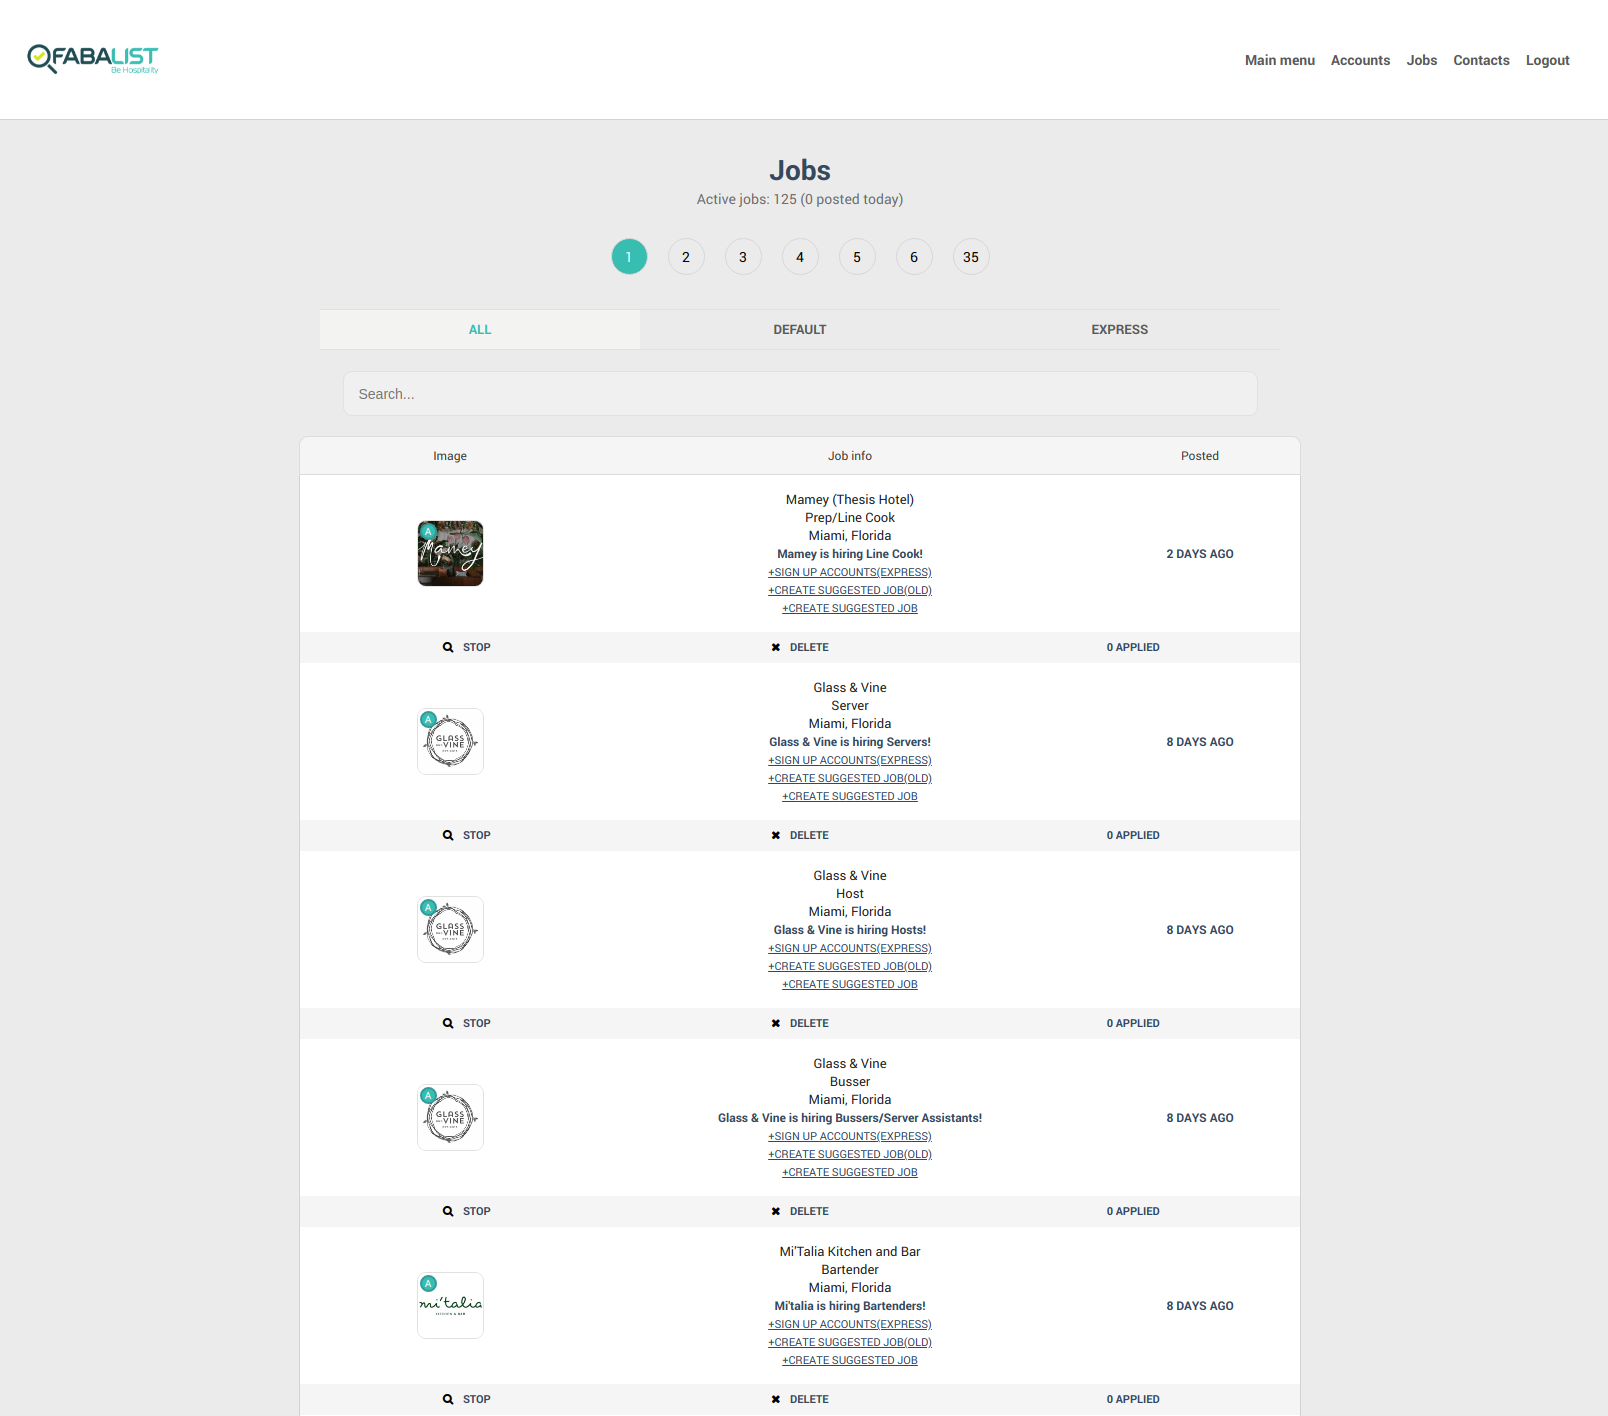 FABALIST
Be Hospitality
Main menu Accounts Jobs Contacts Logout
Jobs
Active jobs: 125 (0 posted today)
1 2 3 4 5 6 35
ALL DEFAULT EXPRESS
Search...
Image Job info Posted
A
Mamey
Mamey (Thesis Hotel)
Prep/Line Cook
Miami, Florida
Mamey is hiring Line Cook!
+SIGN UP ACCOUNTS(EXPRESS)
+CREATE SUGGESTED JOB(OLD)
+CREATE SUGGESTED JOB
2 DAYS AGO
STOP DELETE 0 APPLIED
A
GLASS
VINE
Glass & Vine
Server
Miami, Florida
Glass & Vine is hiring Servers!
+SIGN UP ACCOUNTS(EXPRESS)
+CREATE SUGGESTED JOB(OLD)
+CREATE SUGGESTED JOB
8 DAYS AGO
STOP DELETE 0 APPLIED
A
GLASS
VINE
Glass & Vine
Host
Miami, Florida
Glass & Vine is hiring Hosts!
+SIGN UP ACCOUNTS(EXPRESS)
+CREATE SUGGESTED JOB(OLD)
+CREATE SUGGESTED JOB
8 DAYS AGO
STOP DELETE 0 APPLIED
A
GLASS
VINE
Glass & Vine
Busser
Miami, Florida
Glass & Vine is hiring Bussers/Server Assistants!
+SIGN UP ACCOUNTS(EXPRESS)
+CREATE SUGGESTED JOB(OLD)
+CREATE SUGGESTED JOB
8 DAYS AGO
STOP DELETE 0 APPLIED
A
mi'talia
KITCHEN & BAR
Mi'Talia Kitchen and Bar
Bartender
Miami, Florida
Mi'talia is hiring Bartenders!
+SIGN UP ACCOUNTS(EXPRESS)
+CREATE SUGGESTED JOB(OLD)
+CREATE SUGGESTED JOB
8 DAYS AGO
STOP DELETE 0 APPLIED